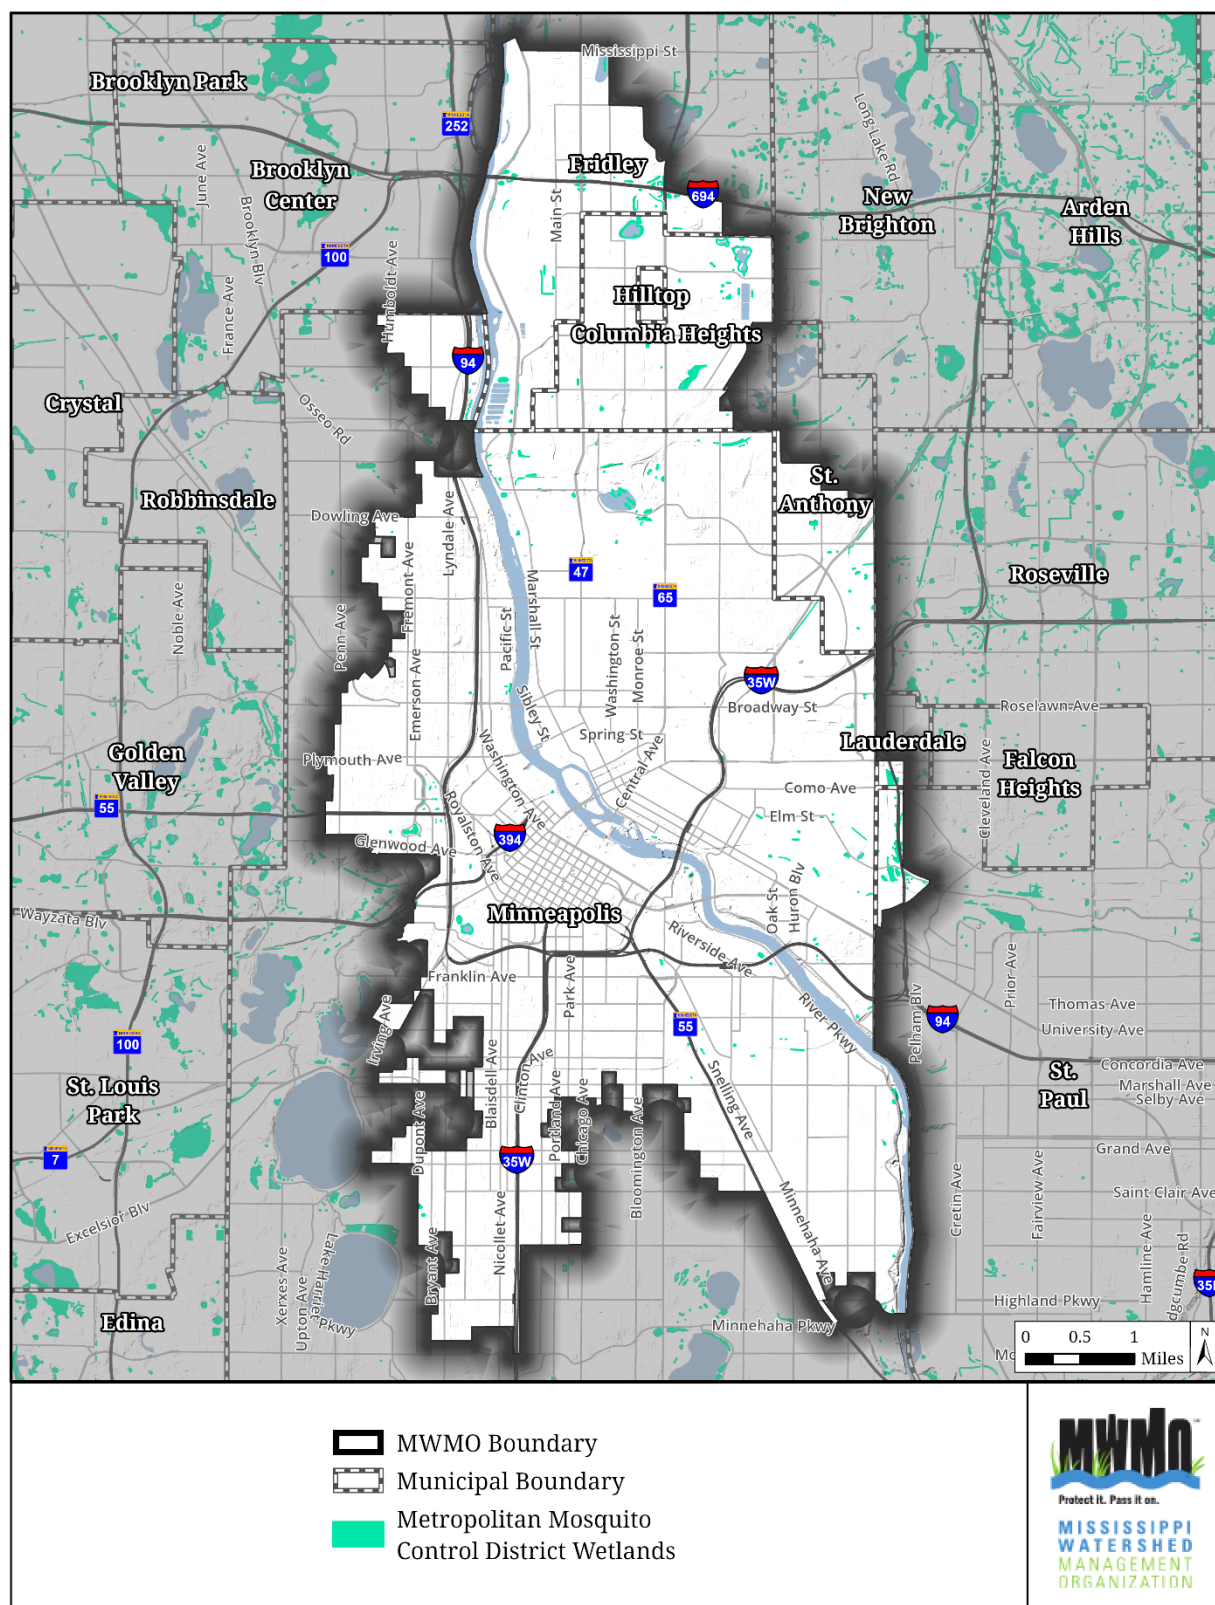 Mississippi St
Brooklyn Park
252
Long Lake Rd
Brooklyn
Center
Fridley
June Ave
694
New
Brighton
Arden
Hills
Main St
Brooklyn Blv
100
Humboldt Ave
France Ave
Hilltop
Columbia Heights
94
Crystal
Osseo Rd
Robbinsdale
St.
Anthony
Dowling Ave
Lyndale Ave
Fremont Ave
47
65
Roseville
Marshall St
Pacific St
Noble Ave
Penn Ave
Washington St
Monroe St
Emerson Ave
35W
Sibley St
Broadway St
Roselawn Ave
Spring St
Lauderdale
Golden
Valley
Plymouth Ave
Washington Ave
Central Ave
Falcon
Heights
Cleveland Ave
Como Ave
55
Royalston Ave
Elm St
394
Glenwood Ave
Oak St
Huron Blv
Minneapolis
Wayzata Blv
Riverside Ave
Franklin Ave
Park Ave
Prior Ave
River Pkwy
Pelham Blv
Thomas Ave
94
University Ave
Irving Ave
55
100
Blaisdell Ave
Clinton Ave
Snelling Ave
St. Louis
Park
St.
Paul
Concordia Ave
Marshall Ave
Selby Ave
Dupont Ave
Portland Ave
Chicago Ave
Bloomington Ave
7
35W
Grand Ave
Cretin Ave
Fairview Ave
Saint Clair Ave
Excelsior Blv
Nicollet Ave
Minnehaha Ave
Bryant Ave
Hamline Ave
dgcumbe Rd
Xerxes Ave
Upton Ave
Lake Harriet Pkwy
35
Highland Pkwy
Edina
Minnehaha Pkwy
Mo
0 0.5 1
Miles
N
MWMO Boundary
Municipal Boundary
Metropolitan Mosquito
Control District Wetlands
MWMO
Protect it. Pass it on.
MISSISSIPPI
WATERSHED
MANAGEMENT
ORGANIZATION